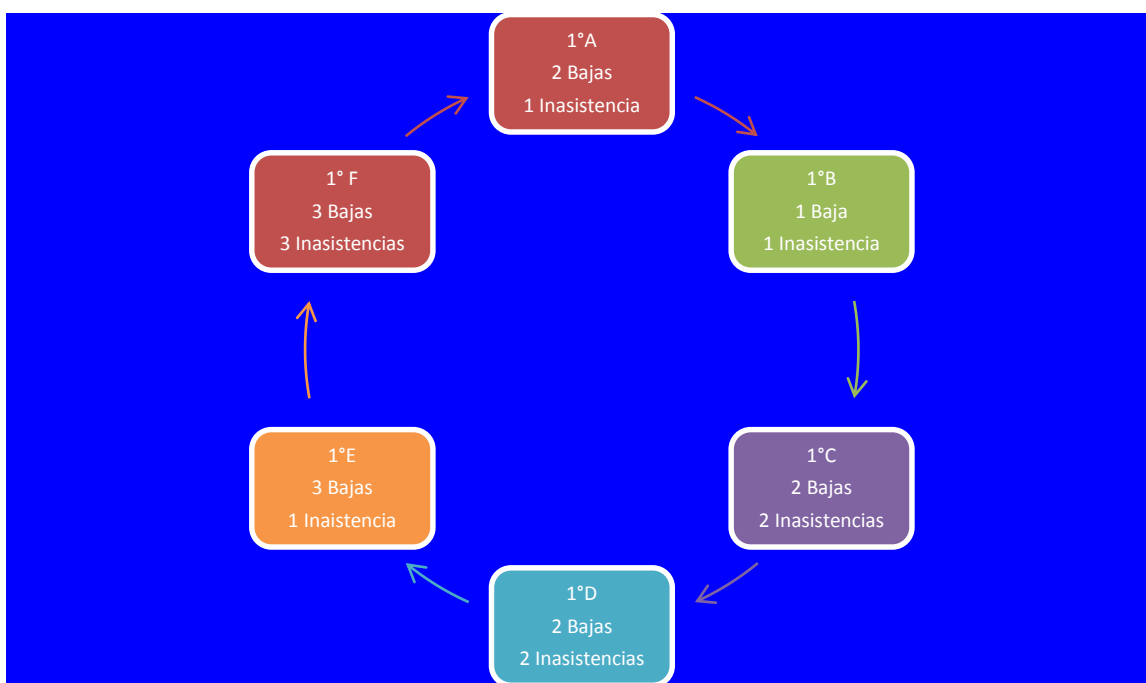 1°A
2 Bajas
1 Inasistencia
1°B
1 Baja
1 Inasistencia
1°C
2 Bajas
2 Inasistencias
1°D
2 Bajas
2 Inasistencias
1°E
3 Bajas
1 Inaistencia
1° F
3 Bajas
3 Inasistencias